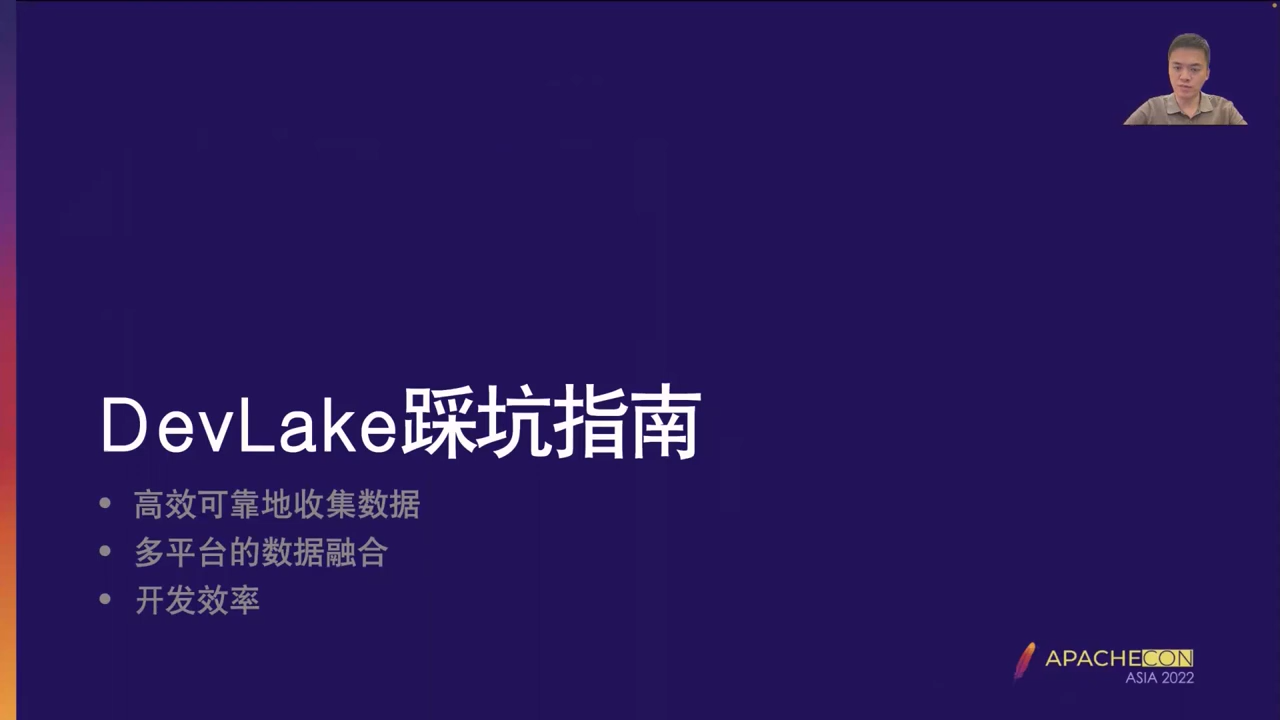 DevLake踩坑指南
• 高效可靠地收集数据
• 多平台的数据融合
• 开发效率
APACHECON
ASIA 2022